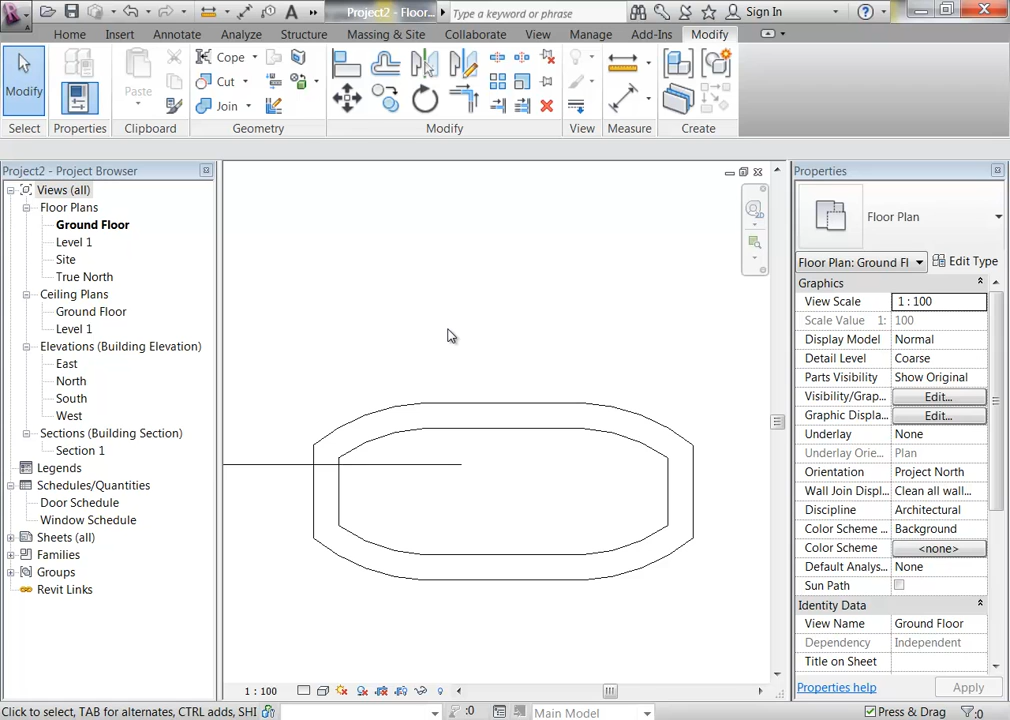 Project2 - Floor...
Type a keyword or phrase
Sign In
Home Insert Annotate Analyze Structure Massing & Site Collaborate View Manage Add-Ins Modify
Modify
Paste
Cope
Cut
Join
Select Properties Clipboard Geometry Modify View Measure Create
Project2 - Project Browser
Views (all)
Floor Plans
Ground Floor
Level 1
Site
True North
Ceiling Plans
Ground Floor
Level 1
Elevations (Building Elevation)
East
North
South
West
Sections (Building Section)
Section 1
Legends
Schedules/Quantities
Door Schedule
Window Schedule
Sheets (all)
Families
Groups
Revit Links
2D
Properties
Floor Plan
Floor Plan: Ground Fl Edit Type
Graphics
View Scale 1 : 100
Scale Value 1: 100
Display Model Normal
Detail Level Coarse
Parts Visibility Show Original
Visibility/Grap... Edit...
Graphic Displa... Edit...
Underlay None
Underlay Orie... Plan
Orientation Project North
Wall Join Displ... Clean all wall...
Discipline Architectural
Color Scheme ... Background
Color Scheme <none>
Default Analys... None
Sun Path
Identity Data
View Name Ground Floor
Dependency Independent
Title on Sheet
Properties help Apply
1 : 100
Click to select, TAB for alternates, CTRL adds, SHI
:0
Main Model
Press & Drag
:0